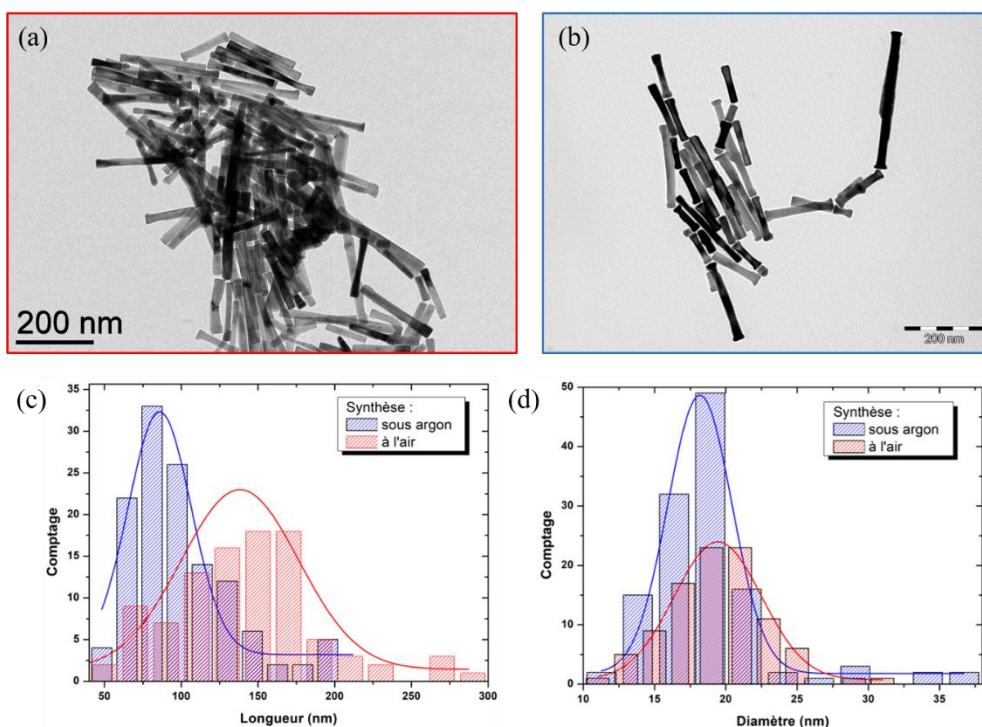 (a)
200 nm
(b)
200 nm
(c)
Synthèse :
sous argon
à l'air
Comptage
35
30
25
20
15
10
5
0
50
100
150
200
250
300
Longueur (nm)
(d)
Synthèse :
sous argon
à l'air
Comptage
50
40
30
20
10
0
10
15
20
25
30
35
Diamètre (nm)